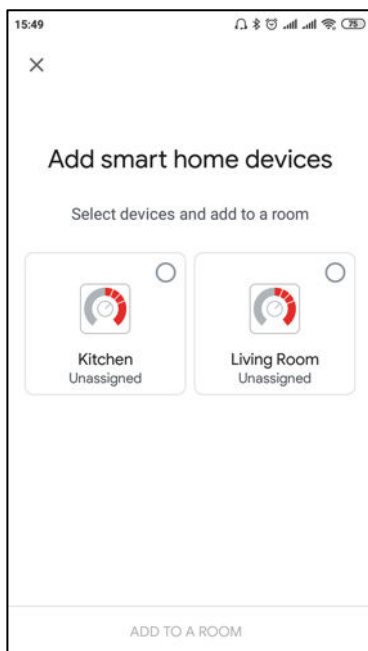 15:49
75
Add smart home devices
Select devices and add to a room
Kitchen
Unassigned
Living Room
Unassigned
ADD TO A ROOM